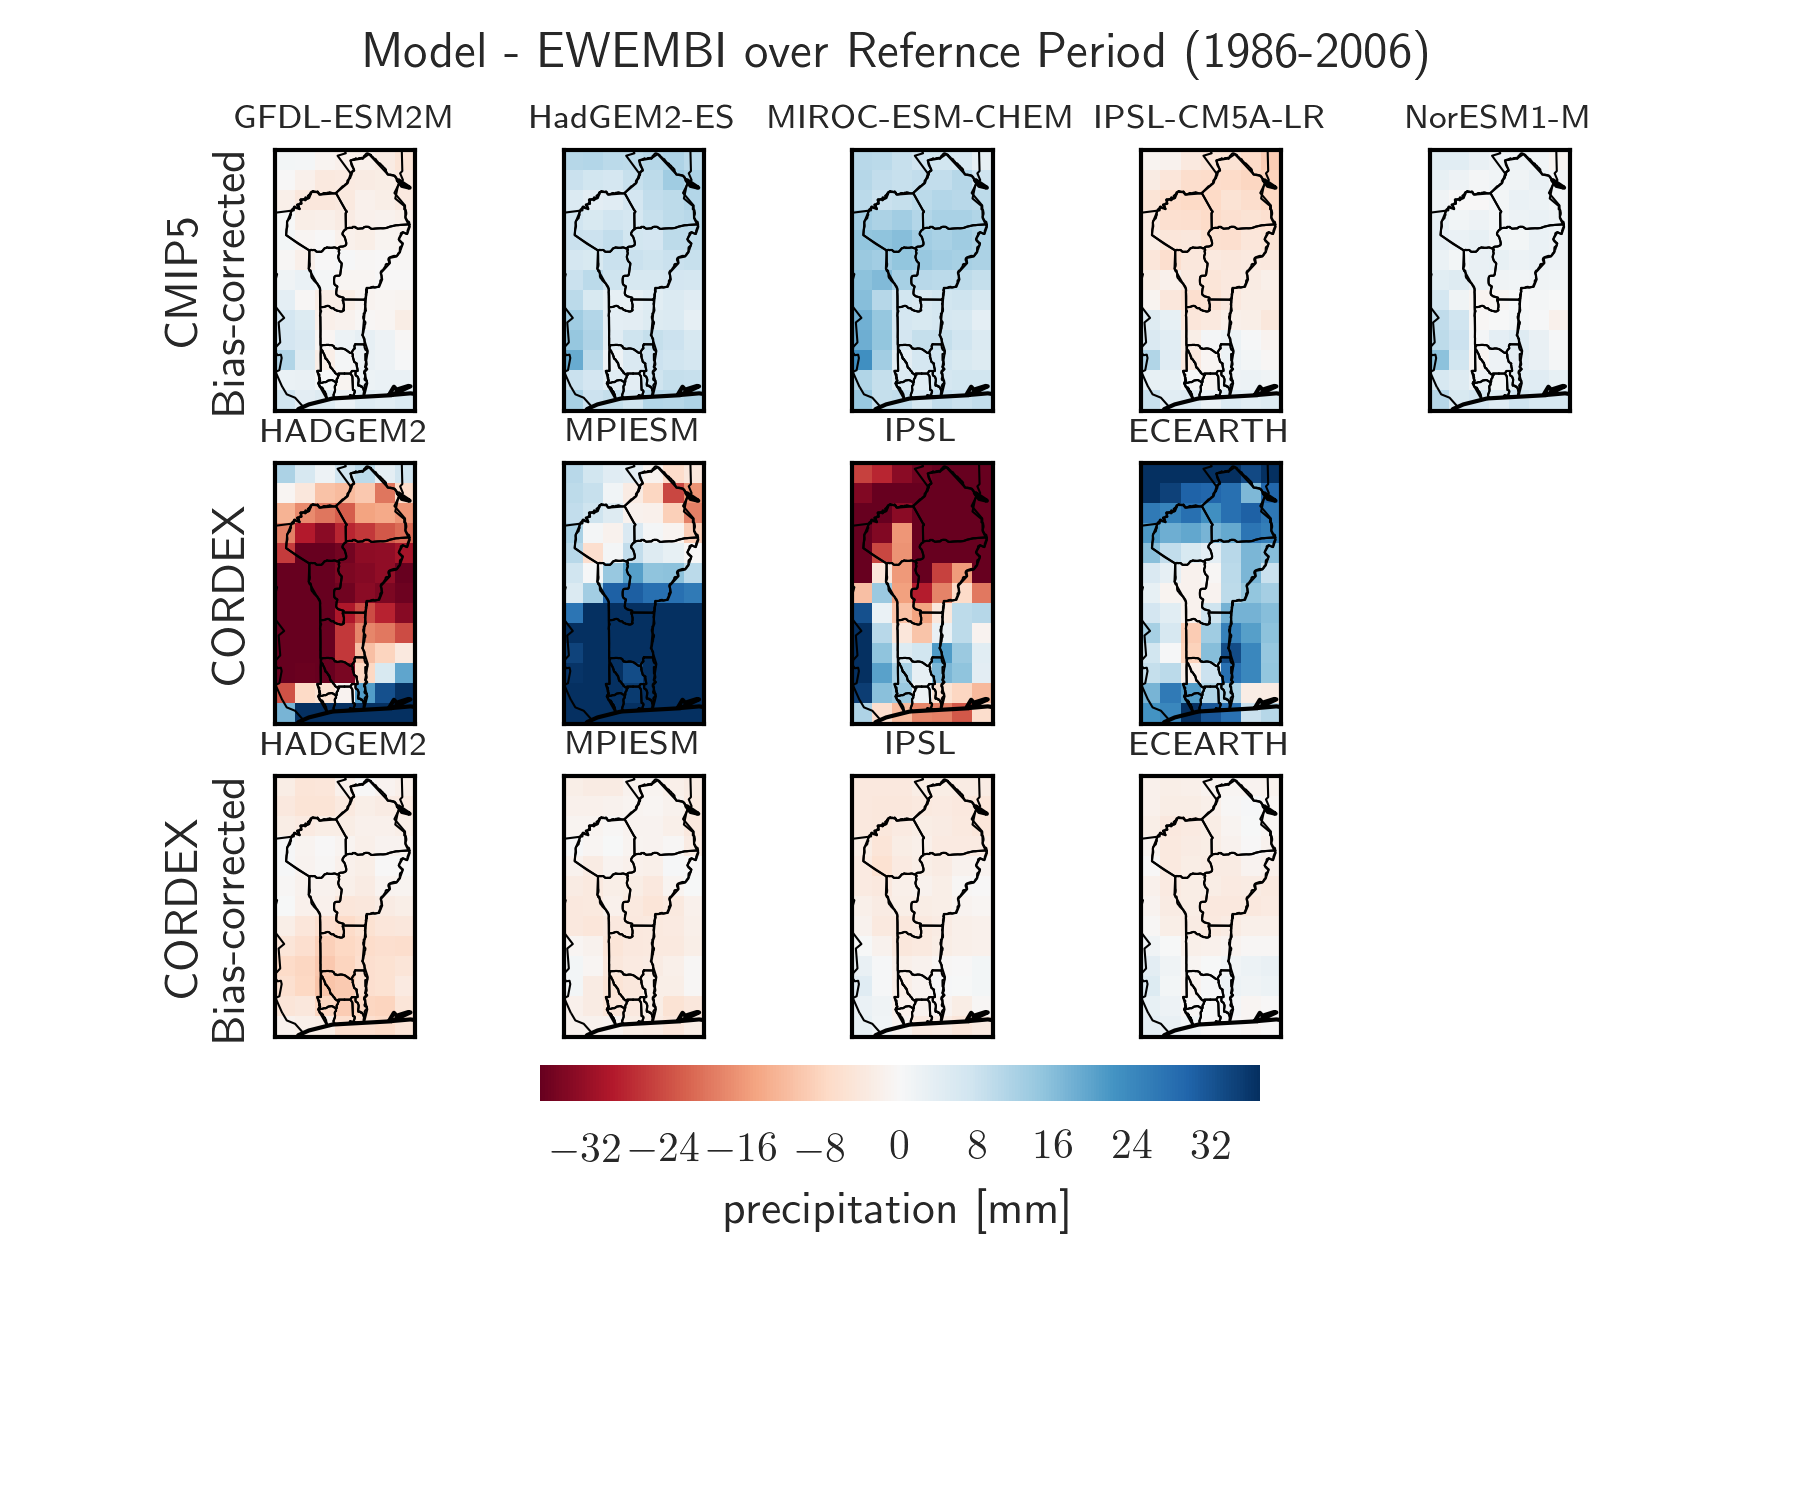 Model - EWEMBI over Refernce Period (1986-2006)
GFDL-ESM2M HadGEM2-ES MIROC-ESM-CHEM IPSL-CM5A-LR NorESM1-M
CMIP5
Bias-corrected
HADGEM2 MPIESM IPSL ECEARTH
CORDEX
HADGEM2 MPIESM IPSL ECEARTH
CORDEX
Bias-corrected
−32 −24 −16 −8 0 8 16 24 32
precipitation [mm]